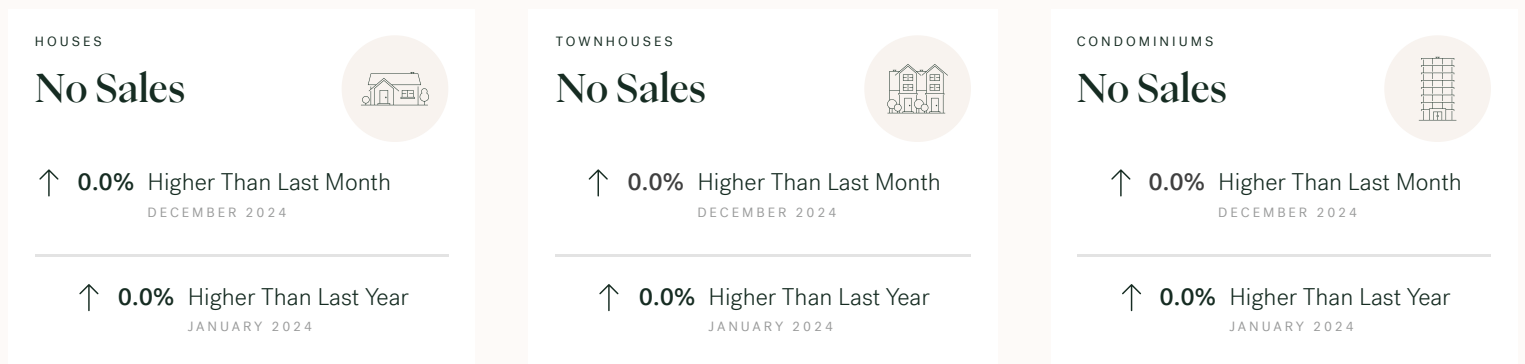 HOUSES
No Sales
↑ 0.0% Higher Than Last Month
DECEMBER 2024
↑ 0.0% Higher Than Last Year
JANUARY 2024
TOWNHOUSES
No Sales
↑ 0.0% Higher Than Last Month
DECEMBER 2024
↑ 0.0% Higher Than Last Year
JANUARY 2024
CONDOMINIUMS
No Sales
↑ 0.0% Higher Than Last Month
DECEMBER 2024
↑ 0.0% Higher Than Last Year
JANUARY 2024